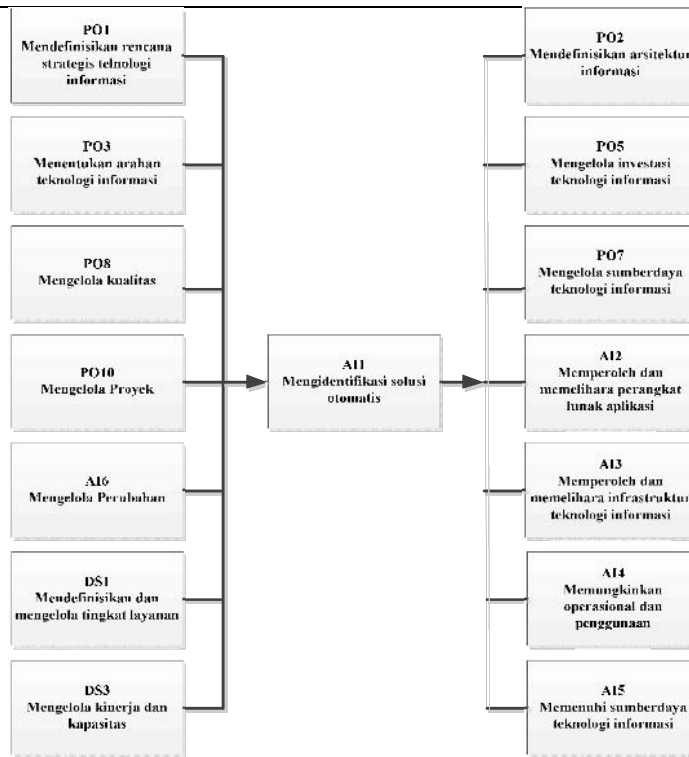 PO1
Mendefinisikan rencana
strategis telnologi
informasi
PO3
Menentukan arahan
teknologi informasi
PO8
Mengelola kualitas
PO10
Mengelola Proyek
AI6
Mengelola Perubahan
DS1
Mendefinisikan dan
mengelola tingkat layanan
DS3
Mengelola kinerja dan
kapasitas
AI1
Mengidentifikasi solusi
otomatis
PO2
Mendefinisikan arsitektur
informasi
PO5
Mengelola investasi
teknologi informasi
PO7
Mengelola sumberdaya
teknologi informasi
AI2
Memperoleh dan
memelihara perangkat
lunak aplikasi
AI3
Memperoleh dan
memelihara infrastruktur
teknologi informasi
AI4
Memungkinkan
operasional dan
penggunaan
AI5
Memenuhi sumberdaya
teknologi informasi